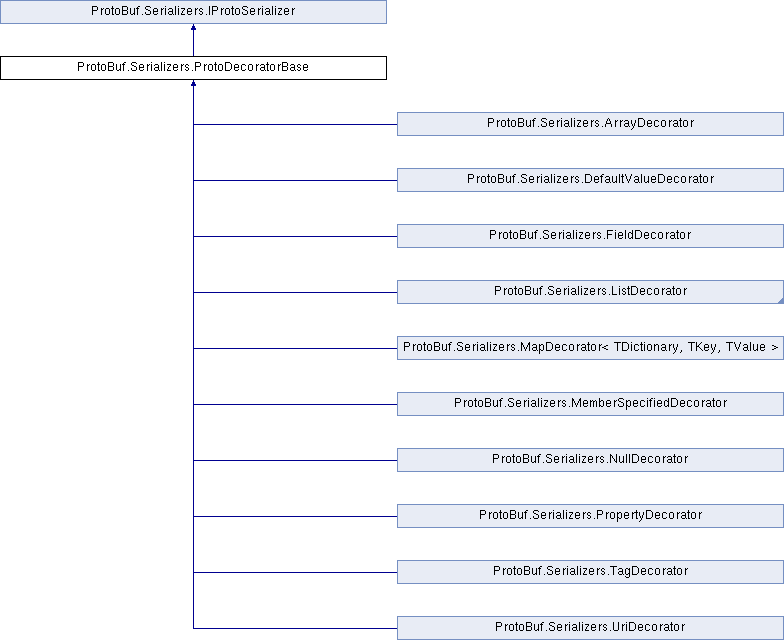 ProtoBuf.Serializers.IProtoSerializer
ProtoBuf.Serializers.ProtoDecoratorBase
ProtoBuf.Serializers.ArrayDecorator
ProtoBuf.Serializers.DefaultValueDecorator
ProtoBuf.Serializers.FieldDecorator
ProtoBuf.Serializers.ListDecorator
ProtoBuf.Serializers.MapDecorator< TDictionary, TKey, TValue >
ProtoBuf.Serializers.MemberSpecifiedDecorator
ProtoBuf.Serializers.NullDecorator
ProtoBuf.Serializers.PropertyDecorator
ProtoBuf.Serializers.TagDecorator
ProtoBuf.Serializers.UriDecorator